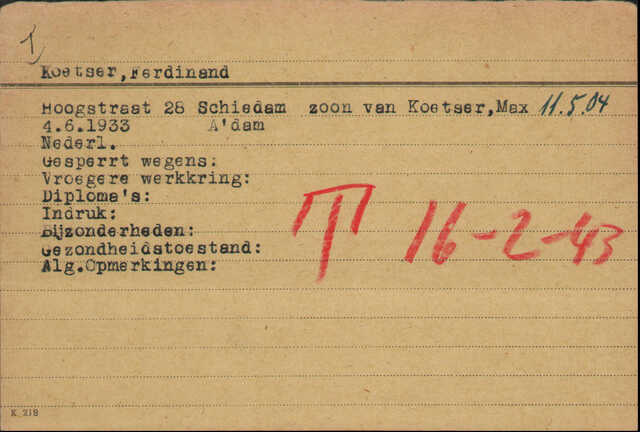 T
Koetser,Ferdinand
Hoogstraat 28 Schiedam zoon van Koetser,Max 11.5.04
4.6.1933 A'dam
Nederl.
Gesperrt wegens:
Vroegere werkkring:
Diploma's:
Indruk:
Bijzonderheden:
Gezondheidstoestand:
Alg.Opmerkingen:
T 16-2-43
K 218